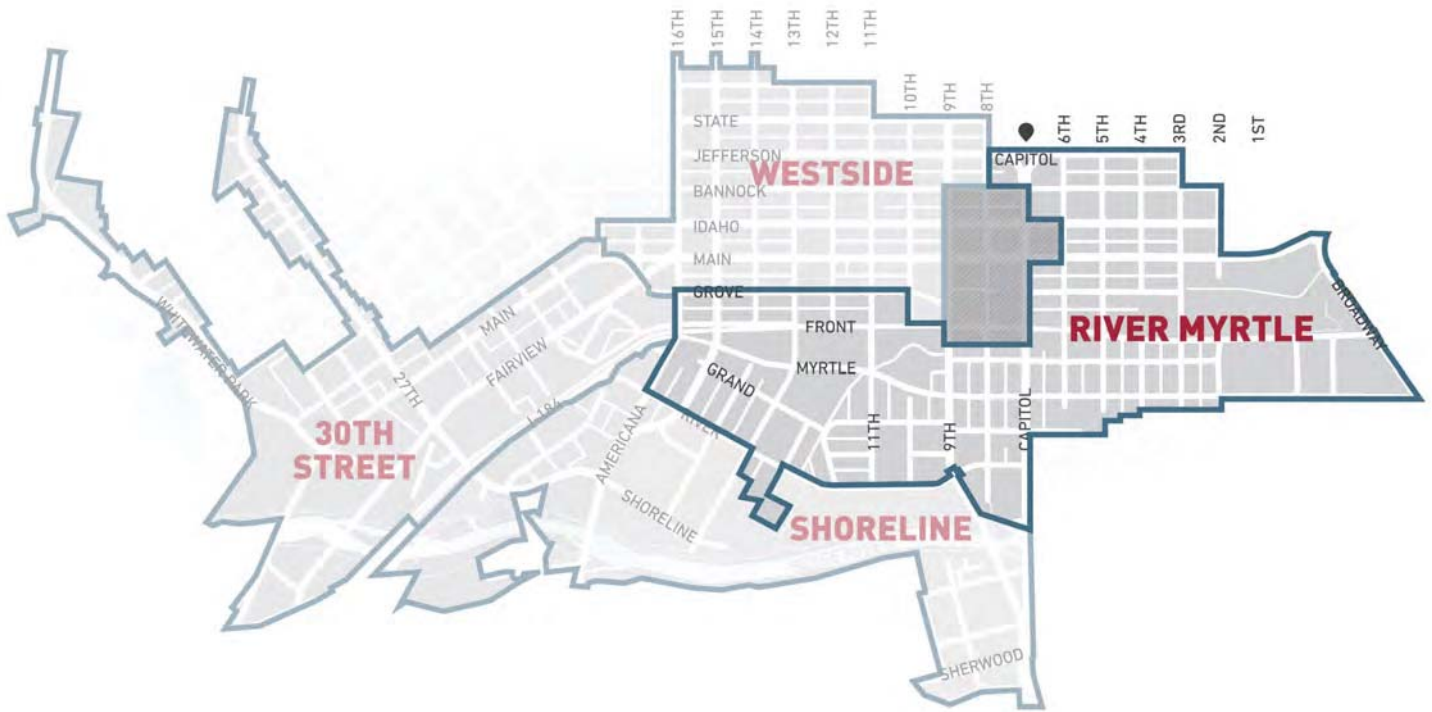 16TH
15TH
14TH
13TH
12TH
11TH
10TH
9TH
8TH
6TH
5TH
4TH
3RD
2ND
1ST
STATE
JEFFERSON
CAPITOL
WESTSIDE
BANNOCK
IDAHO
MAIN
GROVE
FRONT
RIVER MYRTLE
BROADWAY
MAIN
FAIRVIEW
MYRTLE
GRAND
WHITEWATER PARK
27TH
I-184
AMERICANA
RIVER
11TH
9TH
CAPITOL
30TH
STREET
SHORELINE
SHORELINE
SHERWOOD